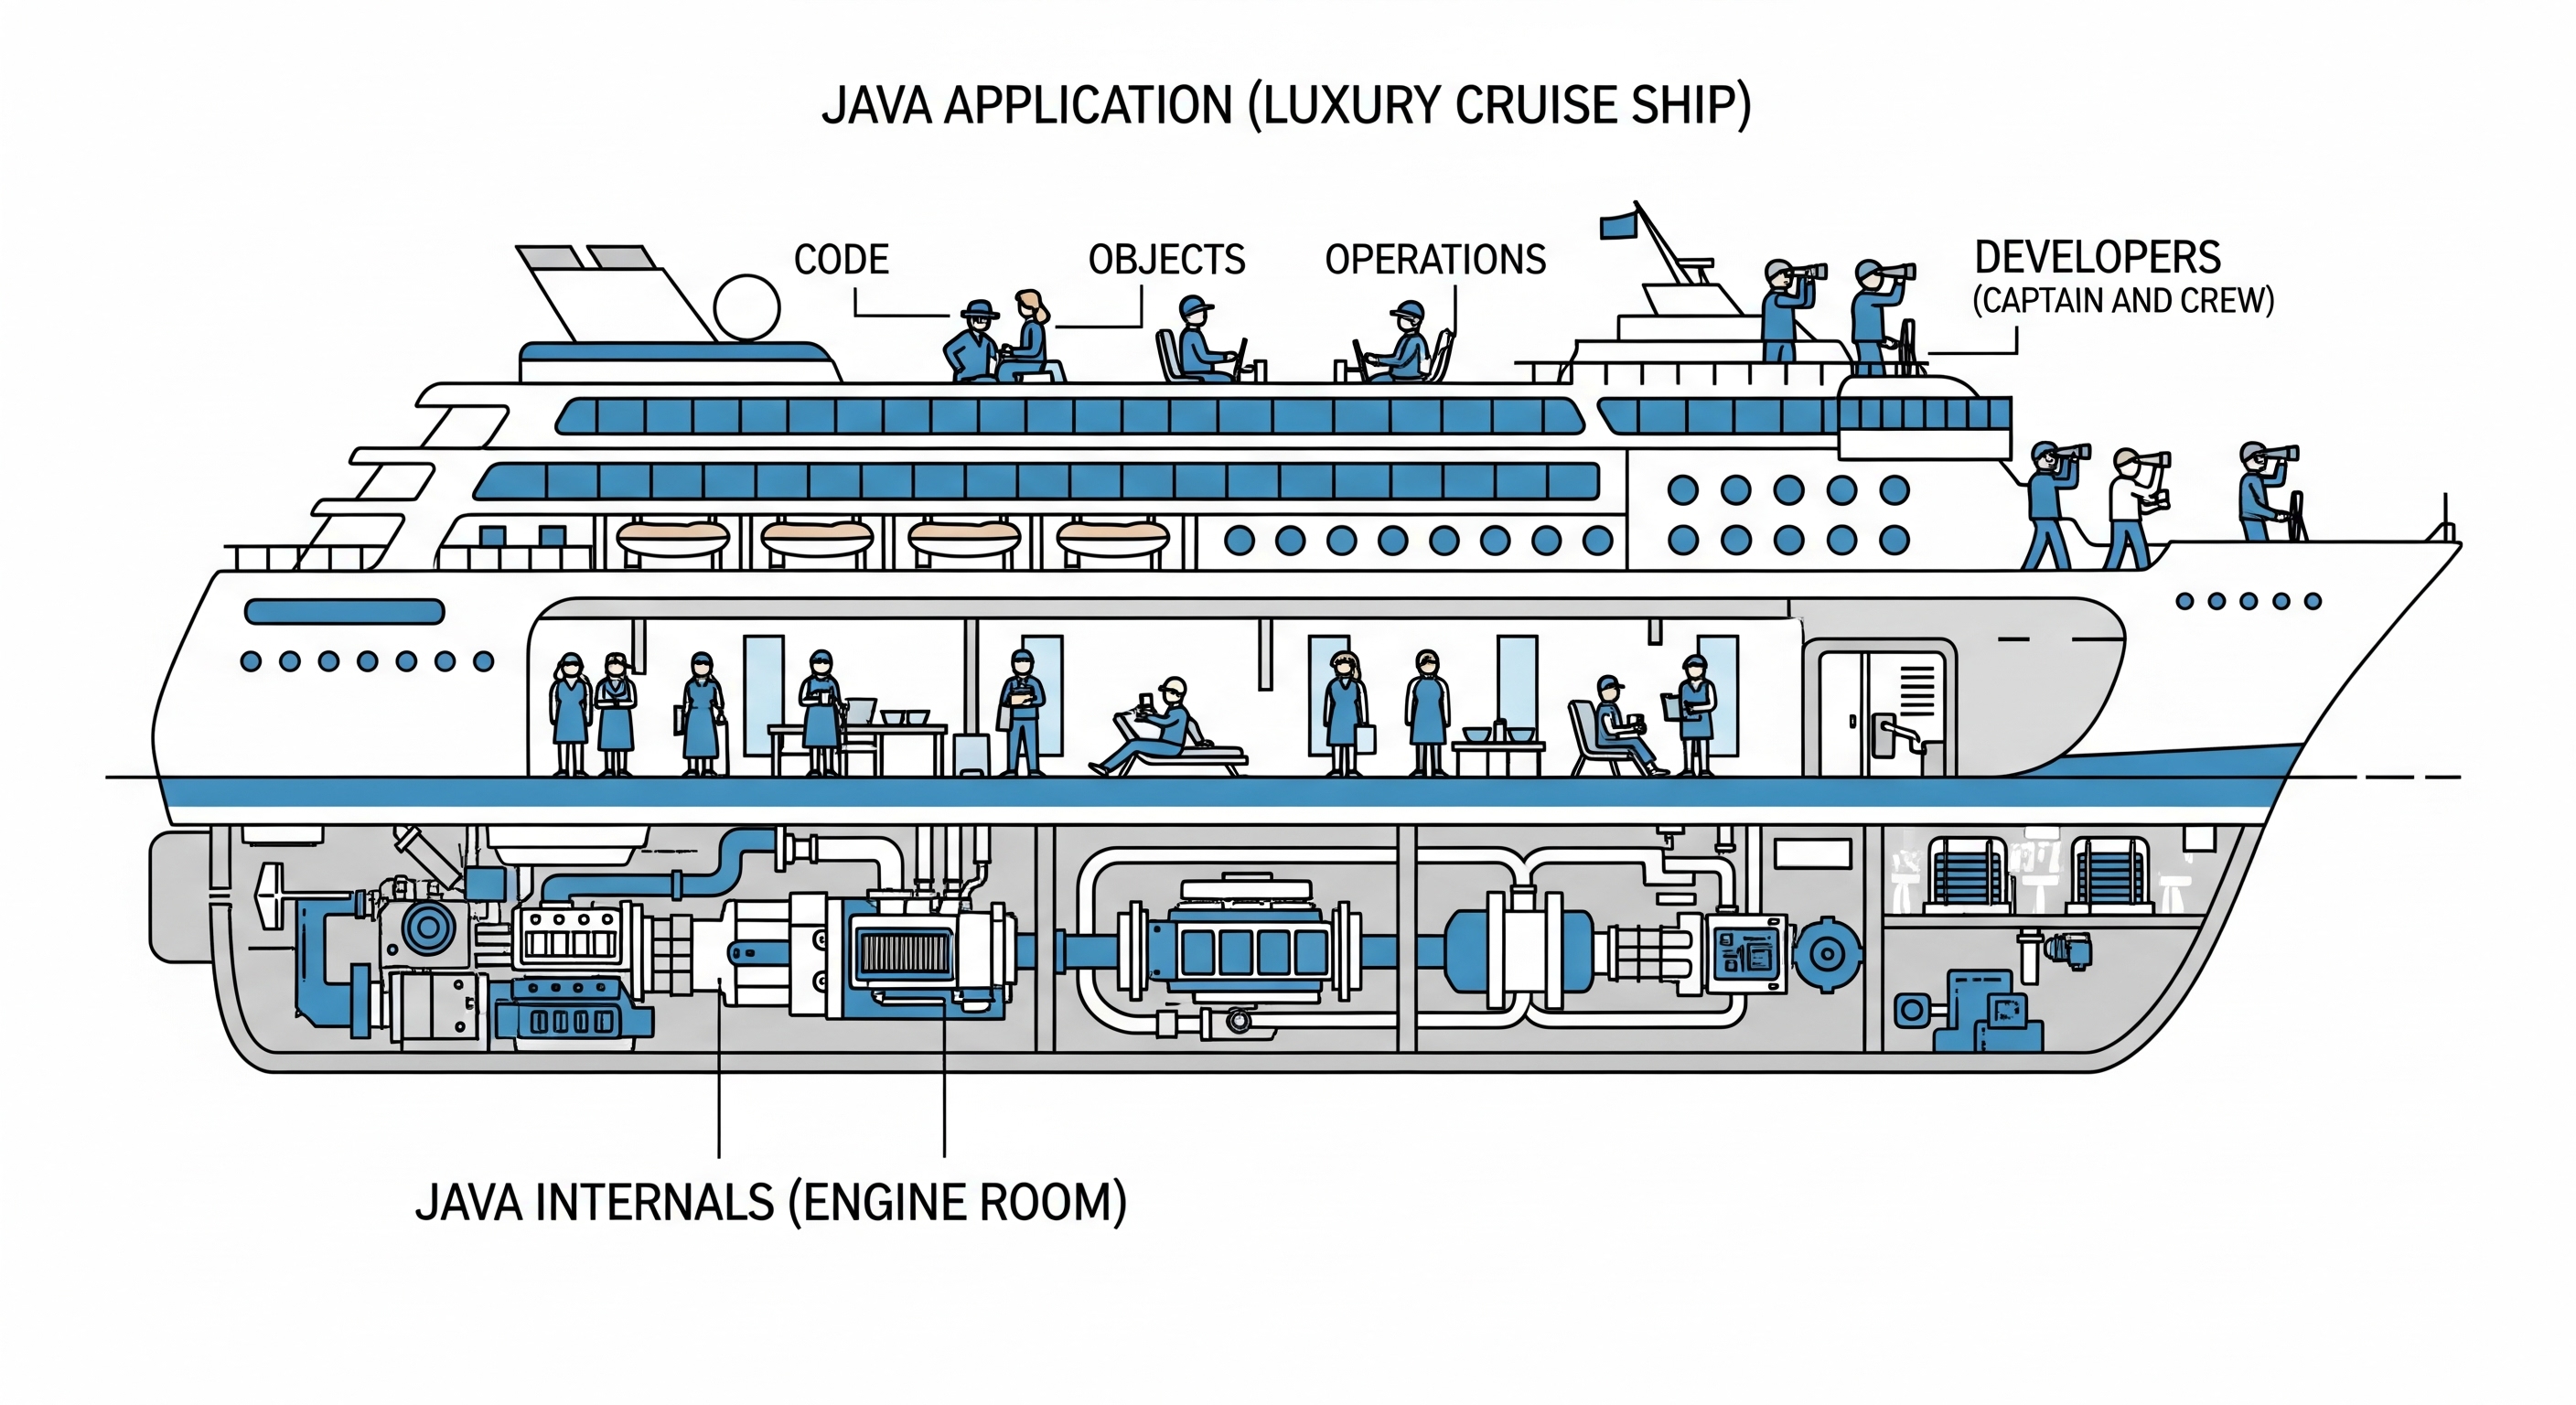 JAVA APPLICATION (LUXURY CRUISE SHIP)
CODE
OBJECTS
OPERATIONS
DEVELOPERS
(CAPTAIN AND CREW)
JAVA INTERNALS (ENGINE ROOM)